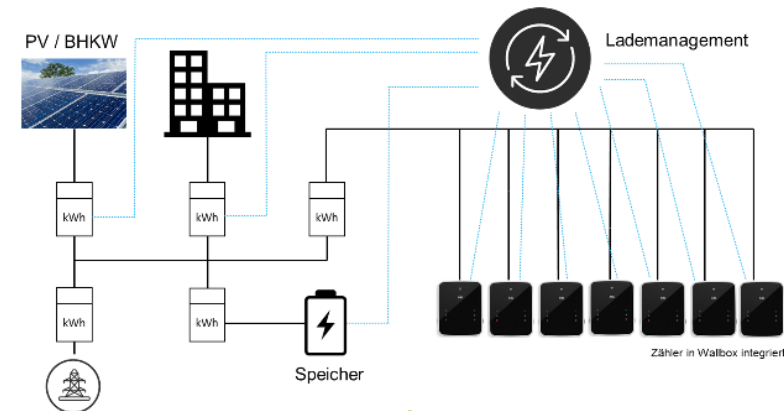 PV / BHKW
Lademanagement
kWh
kWh
kWh
kWh
kWh
Speicher
Zähler in Wallbox integriert